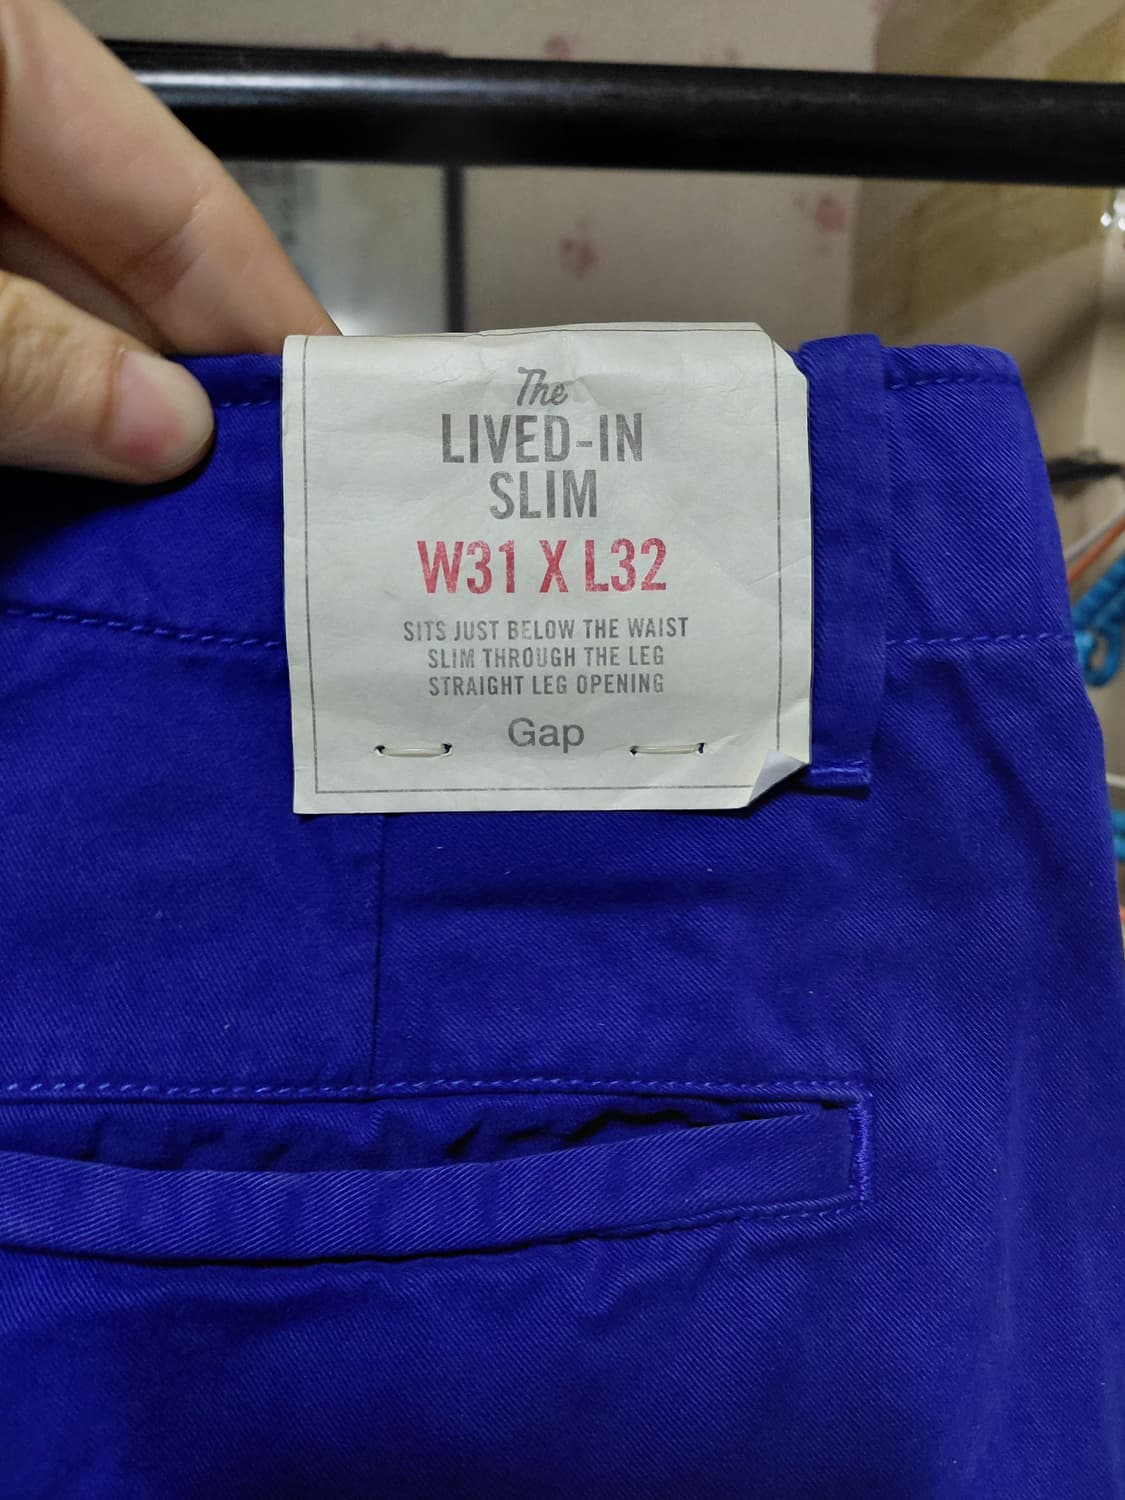 The
LIVED-IN
SLIM
W31 X L32
SITS JUST BELOW THE WAIST
SLIM THROUGH THE LEG
STRAIGHT LEG OPENING
Gap